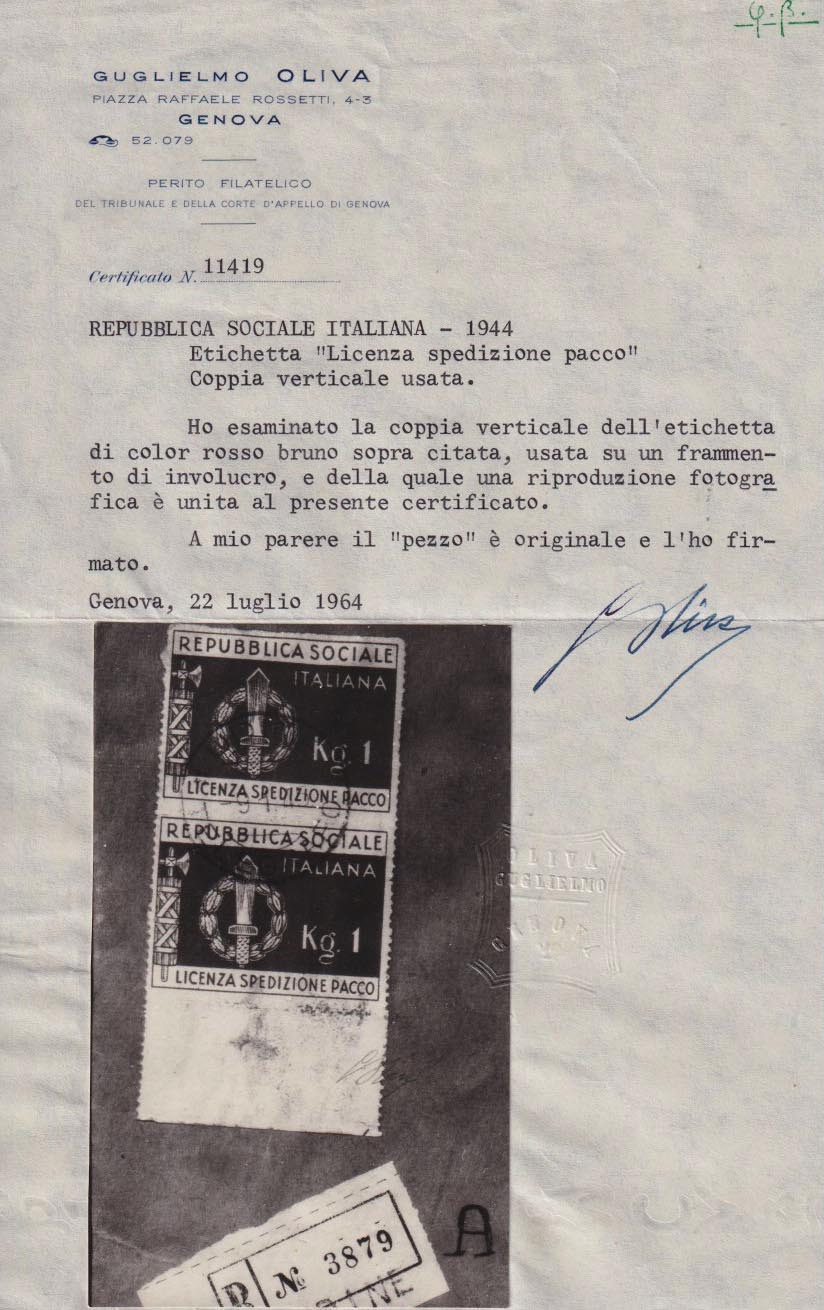 φ.β.
GUGLIELMO OLIVA
PIAZZA RAFFAELE ROSSETTI, 4-3
GENOVA
52.079
PERITO FILATELICO
DEL TRIBUNALE E DELLA CORTE D'APPELLO DI GENOVA
Certificato N. 11419
REPUBBLICA SOCIALE ITALIANA - 1944
Etichetta "Licenza spedizione pacco"
Coppia verticale usata.
Ho esaminato la coppia verticale dell'etichetta
di color rosso bruno sopra citata, usata su un frammen-
to di involucro, e della quale una riproduzione fotogra
fica è unita al presente certificato.
A mio parere il "pezzo" è originale e l'ho fir-
mato.
Genova, 22 luglio 1964
G Oliva
REPUBBLICA SOCIALE
ITALIANA
Kg. 1
LICENZA SPEDIZIONE PACCO
REPUBBLICA SOCIALE
ITALIANA
Kg. 1
LICENZA SPEDIZIONE PACCO
G Oliva
OLIVA
GUGLIELMO
GENOVA
A
R № 3879